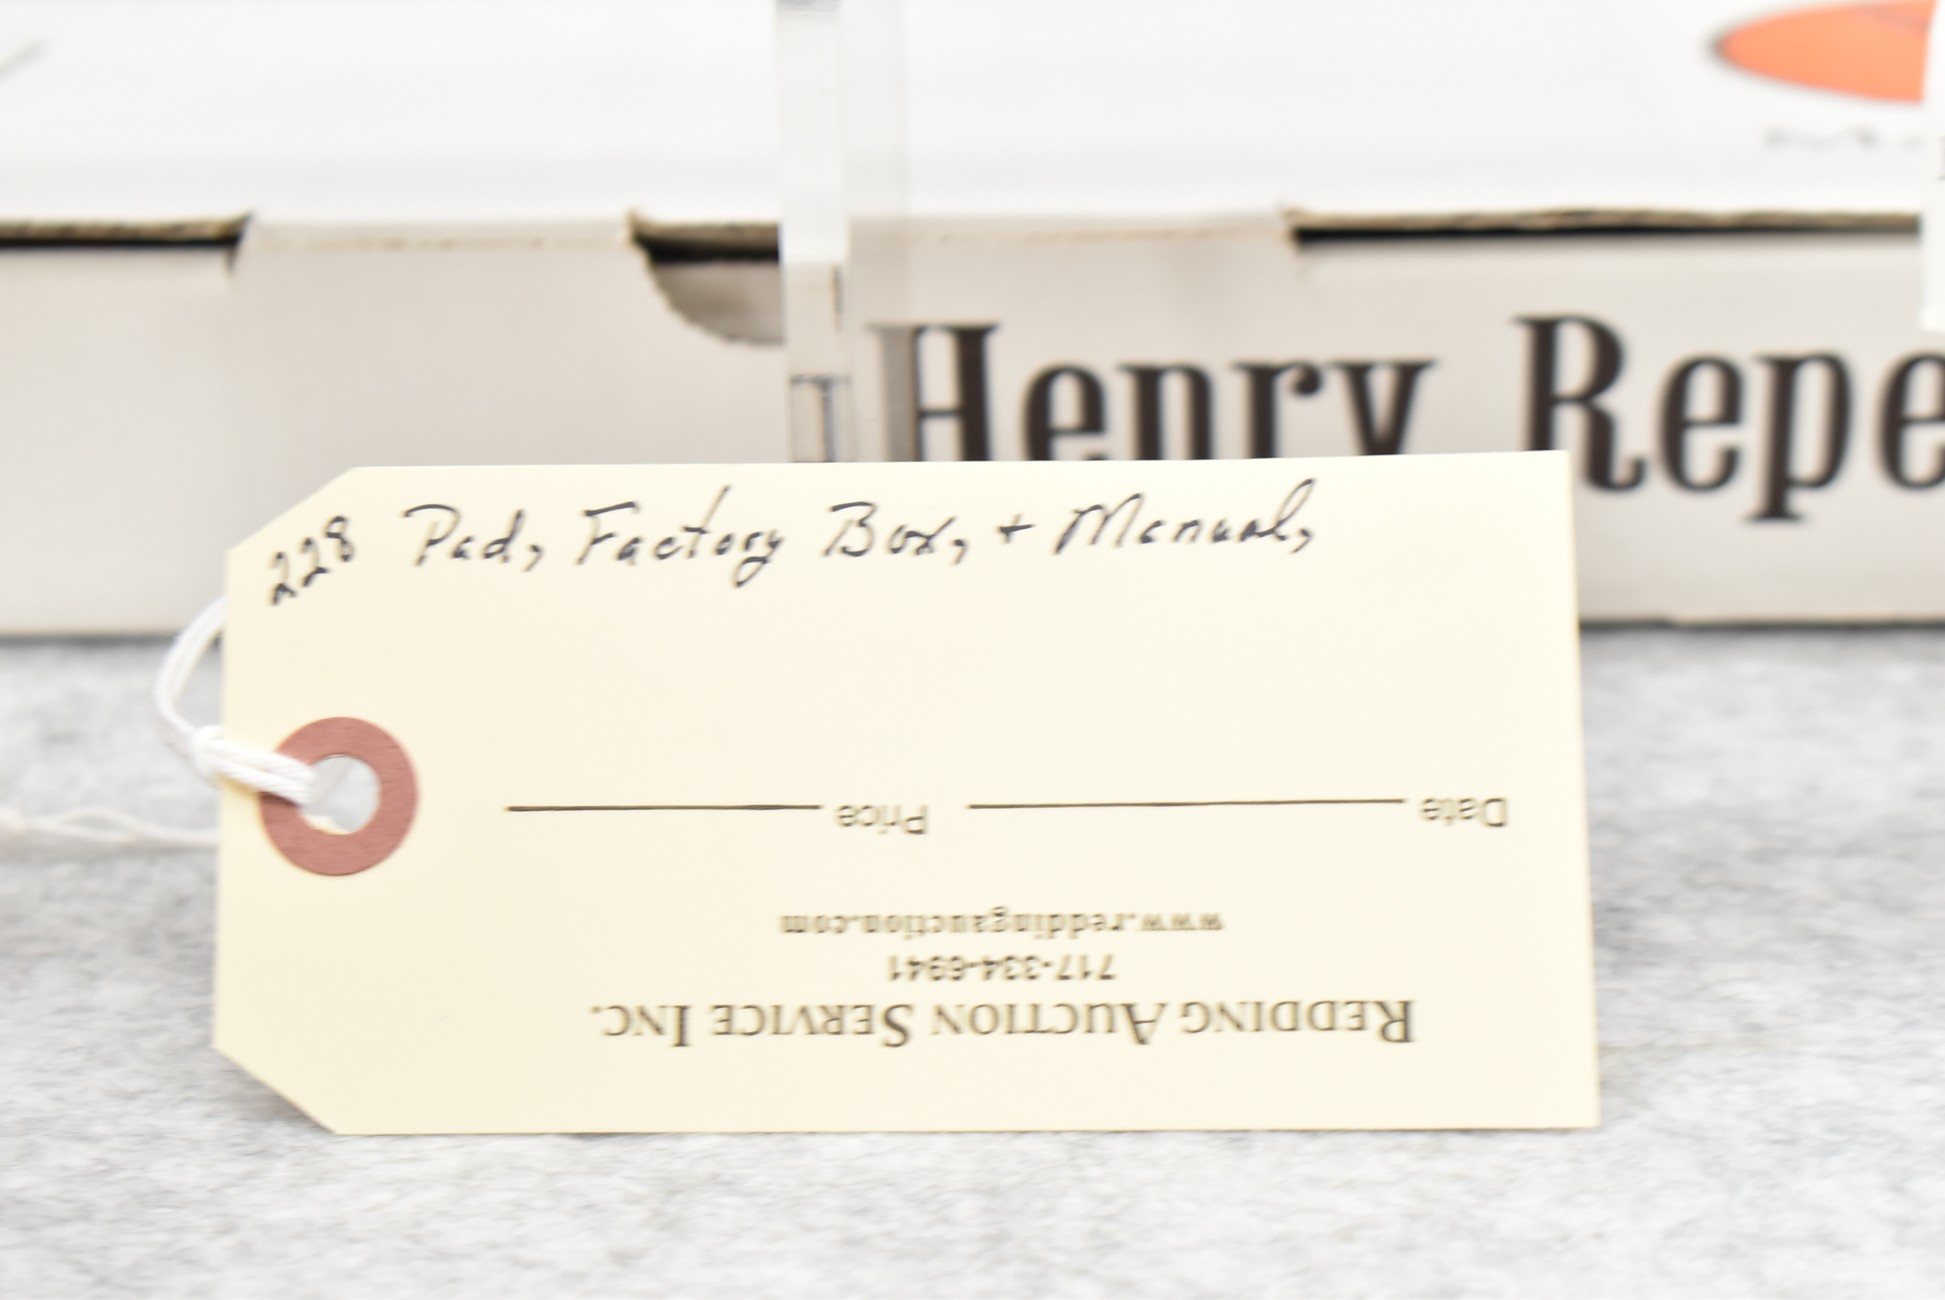 Henry Repe
228 Pad, Factory Box, + Manual,
REDDING AUCTION SERVICE INC.
717-334-6941
www.reddingauction.com
Date Price